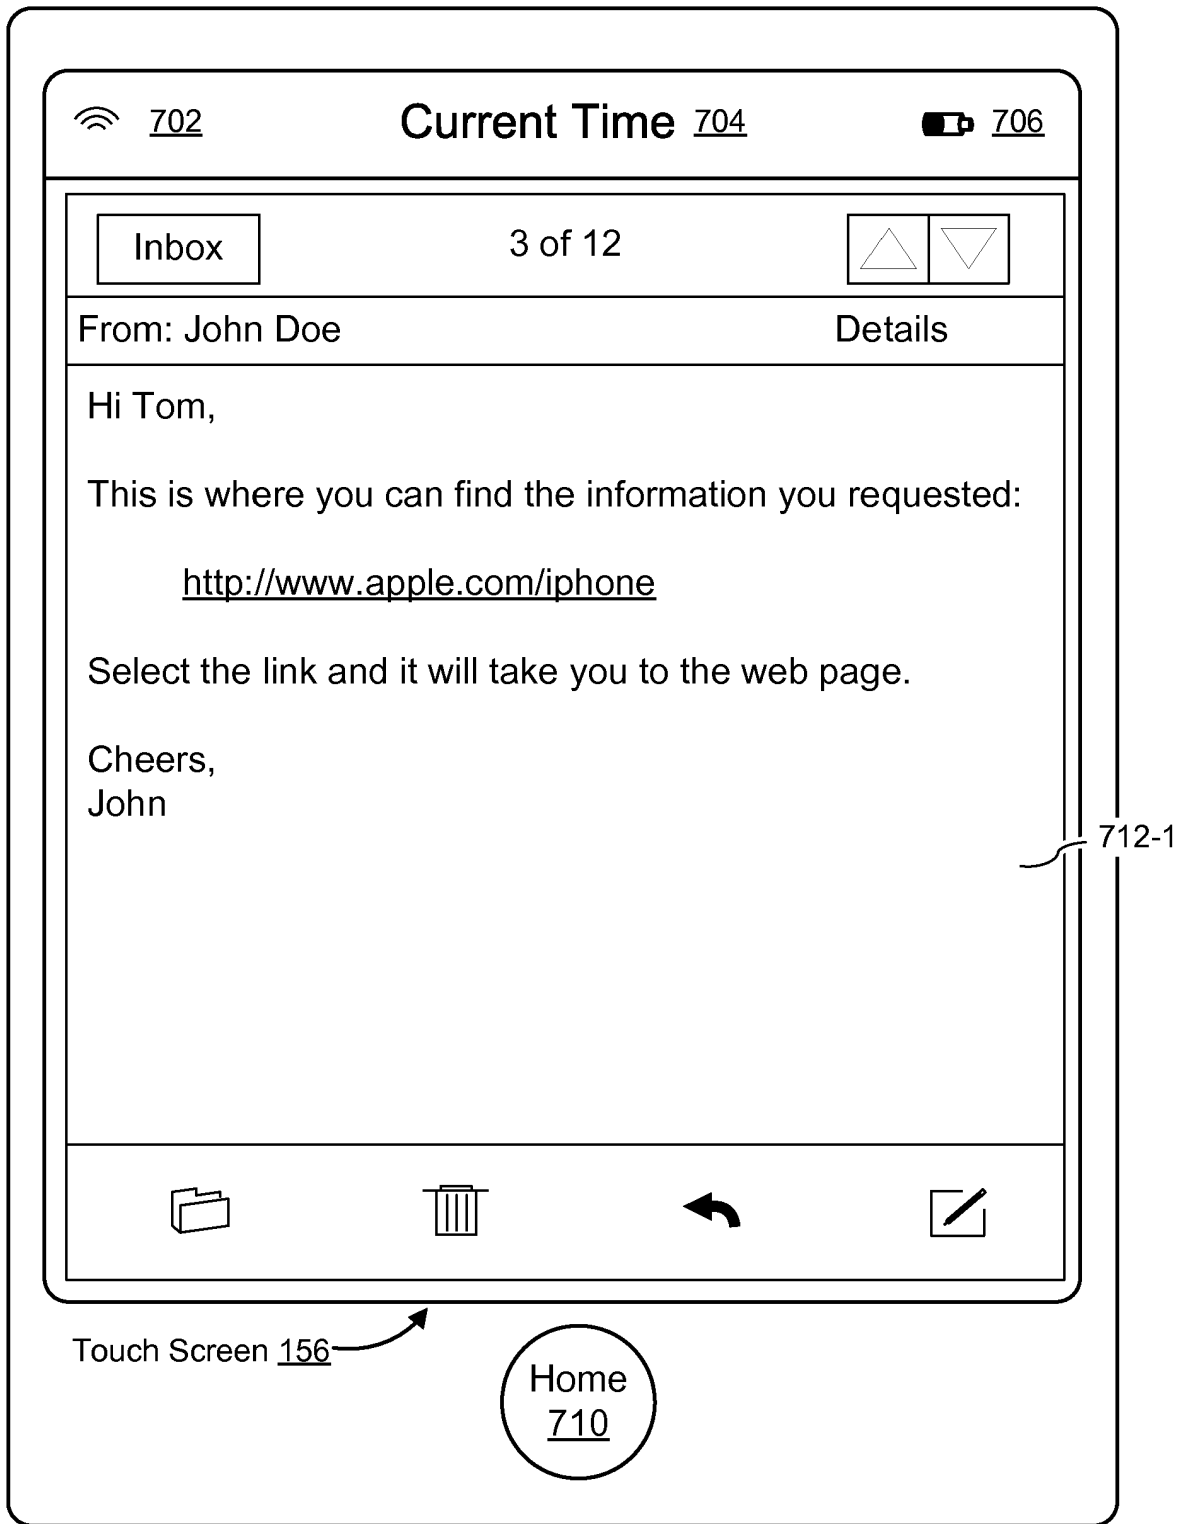 702 Current Time 704 706
Inbox 3 of 12
From: John Doe Details
Hi Tom,
This is where you can find the information you requested:
http://www.apple.com/iphone
Select the link and it will take you to the web page.
Cheers,
John
712-1
Touch Screen 156
Home
710